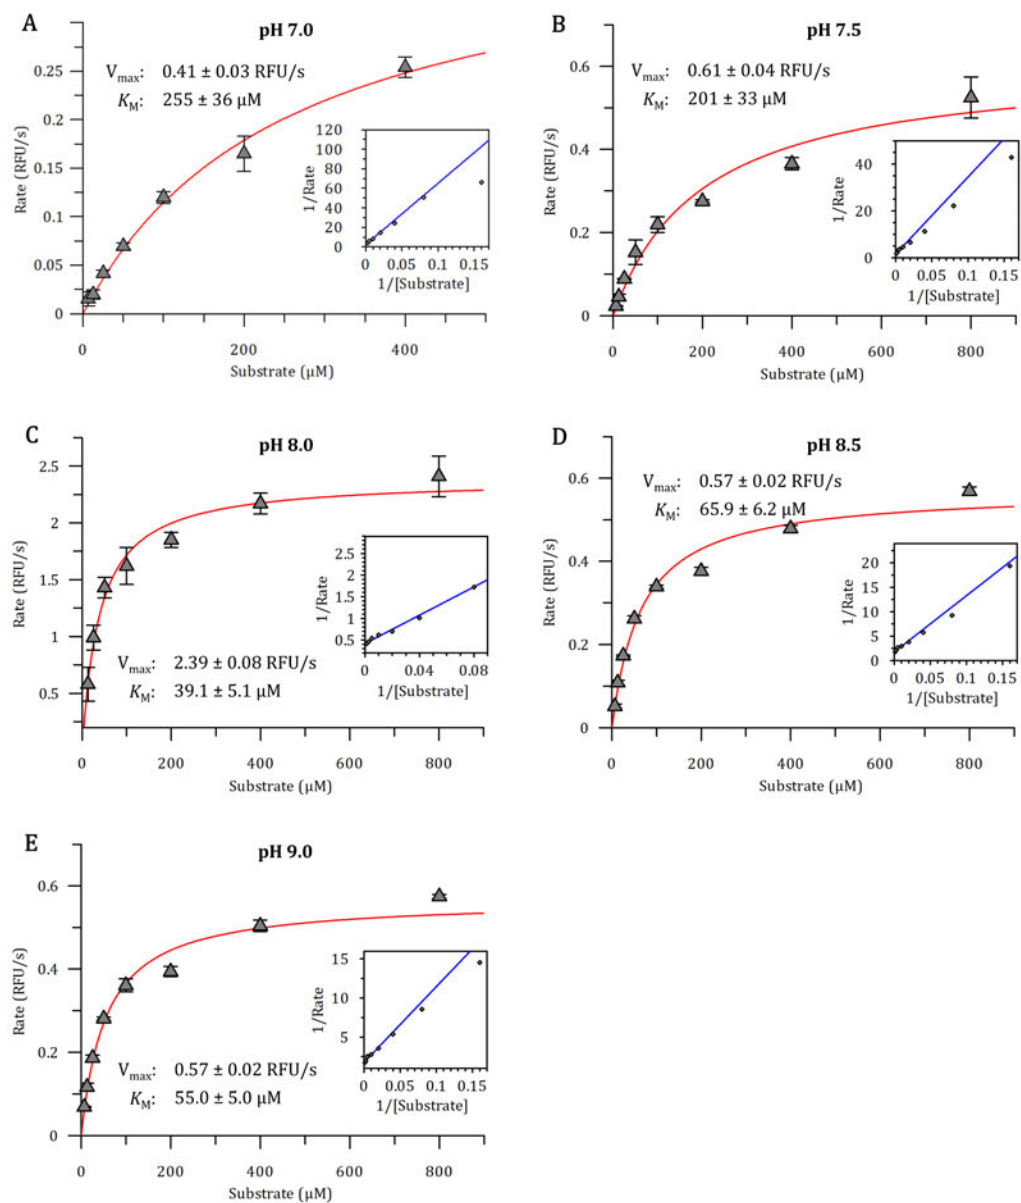 A
pH 7.0
Vmax: 0.41 ± 0.03 RFU/s
KM: 255 ± 36 µM
Rate (RFU/s)
0.25
0.2
0.15
0.1
0.05
0
0 200 400
Substrate (µM)
1/Rate
120
100
80
60
40
20
0
0 0.05 0.1 0.15
1/[Substrate]
B
pH 7.5
Vmax: 0.61 ± 0.04 RFU/s
KM: 201 ± 33 µM
Rate (RFU/s)
0.6
0.4
0.2
0
0 200 400 600 800
Substrate (µM)
1/Rate
40
20
0
0 0.05 0.1 0.15
1/[Substrate]
C
pH 8.0
Rate (RFU/s)
2.5
2
1.5
1
0.5
Vmax: 2.39 ± 0.08 RFU/s
KM: 39.1 ± 5.1 µM
0 200 400 600 800
Substrate (µM)
1/Rate
2.5
2
1.5
1
0.5
0 0.04 0.08
1/[Substrate]
D
pH 8.5
Vmax: 0.57 ± 0.02 RFU/s
KM: 65.9 ± 6.2 µM
Rate (RFU/s)
0.6
0.4
0.2
0
0 200 400 600 800
Substrate (µM)
1/Rate
20
15
10
5
0
0 0.05 0.1 0.15
1/[Substrate]
E
pH 9.0
Rate (RFU/s)
0.6
0.4
0.2
0
Vmax: 0.57 ± 0.02 RFU/s
KM: 55.0 ± 5.0 µM
0 200 400 600 800
Substrate (µM)
1/Rate
15
10
5
0 0.05 0.1 0.15
1/[Substrate]